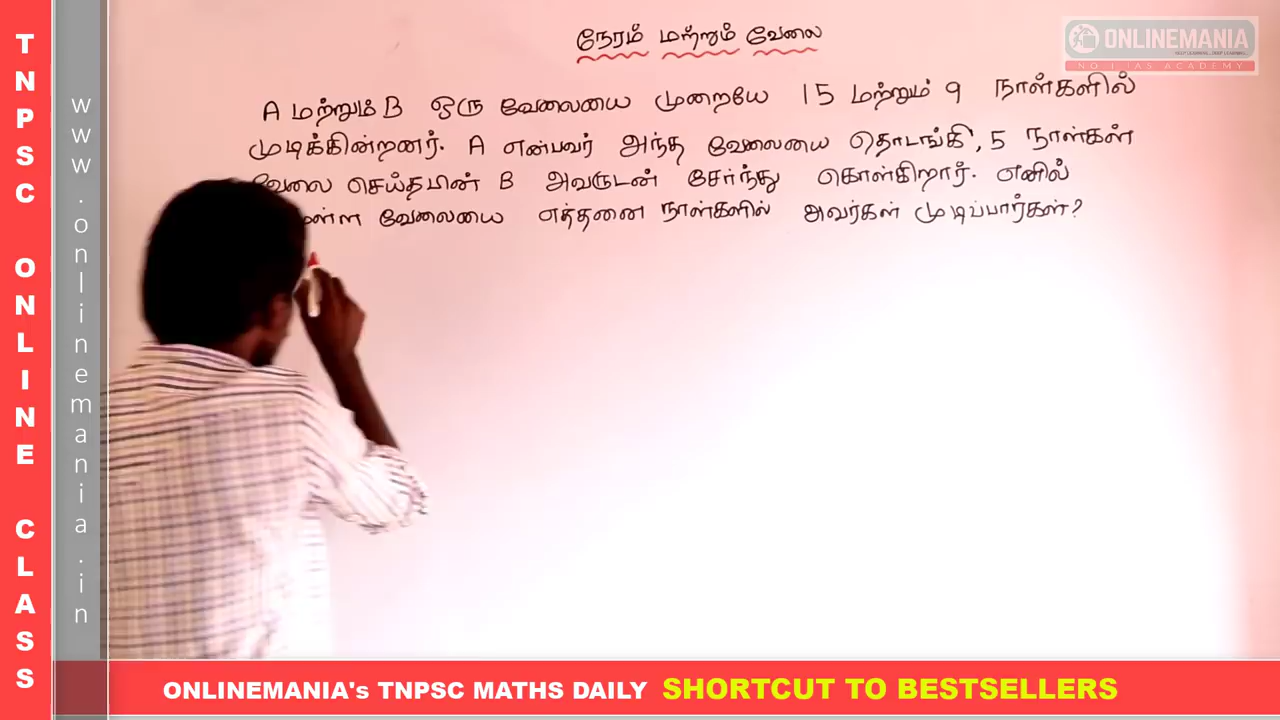 நேரம் மற்றும் வேலை
A மற்றும் B ஒரு வேலையை முறையே 15 மற்றும் 9 நாள்களில்
முடிக்கின்றனர். A என்பவர் அந்த வேலையை தொடங்கி, 5 நாள்கள்
வேலை செய்தபின் B அவருடன் சேர்ந்து கொள்கிறார். எனில்
வேலையை எத்தனை நாள்களில் அவர்கள் முடிப்பார்கள்?
ONLINEMANIA
NO.1 IAS ACADEMY
TNPSC ONLINE CLASS
www.onlinemania.in
ONLINEMANIA's TNPSC MATHS DAILY SHORTCUT TO BESTSELLERS